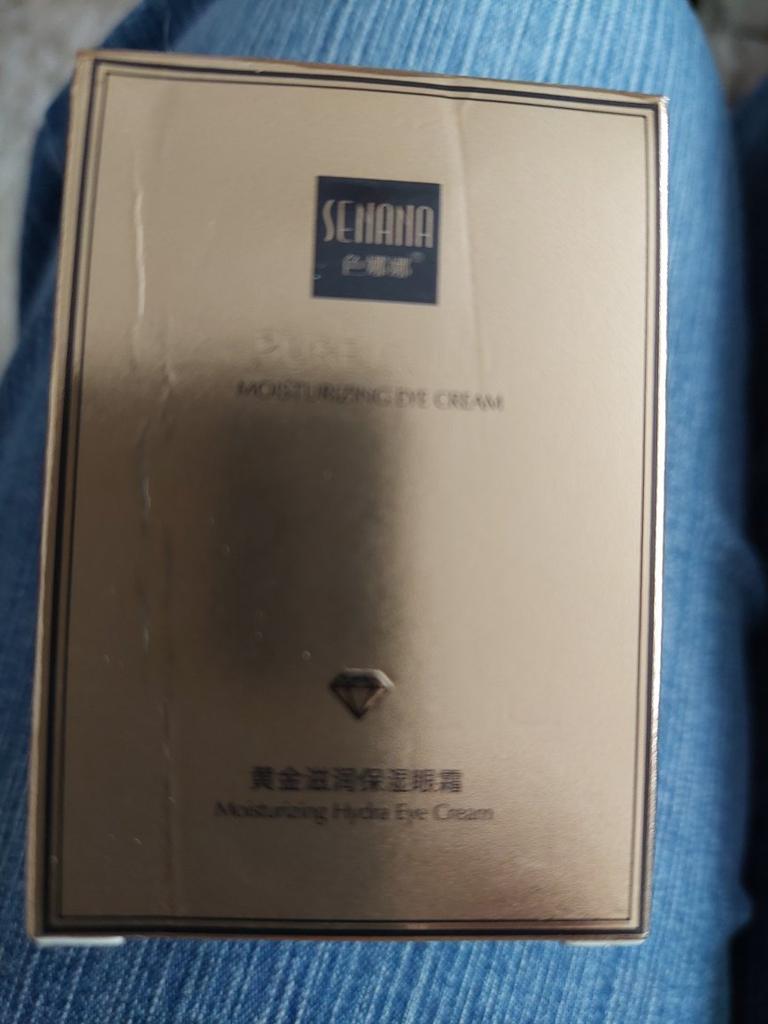 SENANA
色娜娜®
PURE
MOISTURIZING EYE CREAM
黄金滋润保湿眼霜
Moisturizing Hydra Eye Cream